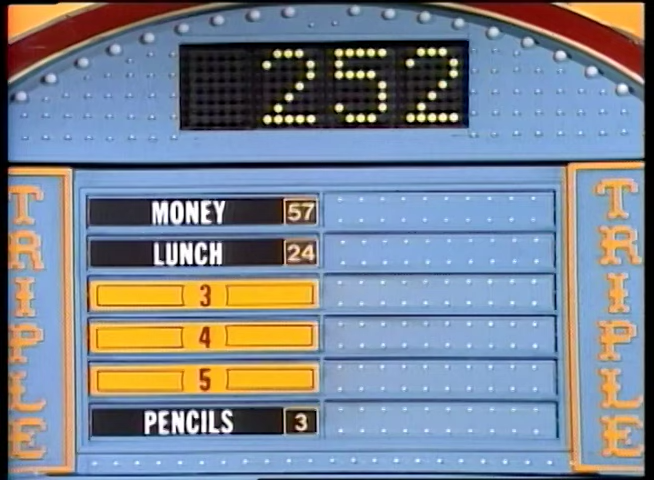 252
MONEY 57
LUNCH 24
3
4
5
PENCILS 3
TRIPLE
TRIPLE